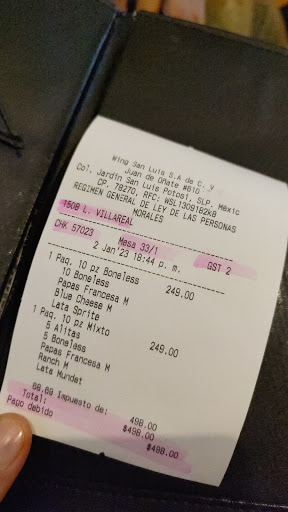 Wing San Luis S.A de C..V
Juan de Oñate #610
Col. Jardín San Luis Potosí, SLP, Méxic
CP. 78270, RFC: WSL1309182K8
REGIMEN GENERAL DE LEY DE LAS PERSONAS
MORALES
1508 L. VILLAREAL
CHK 57023 Mesa 33/1 GST 2
2 Jan'23 18:44 p. m.
1 Paq. 10 pz Boneless 249.00
10 Boneless
Papas Francesa M
Blue Cheese M
Lata Sprite
1 Paq. 10 pz Mixto 249.00
5 Alitas
5 Boneless
Papas Francesa M
Ranch M
Lata Mundet
68.69 Impuesto de: 498.00
Total: $498.00
Pago debido $498.00